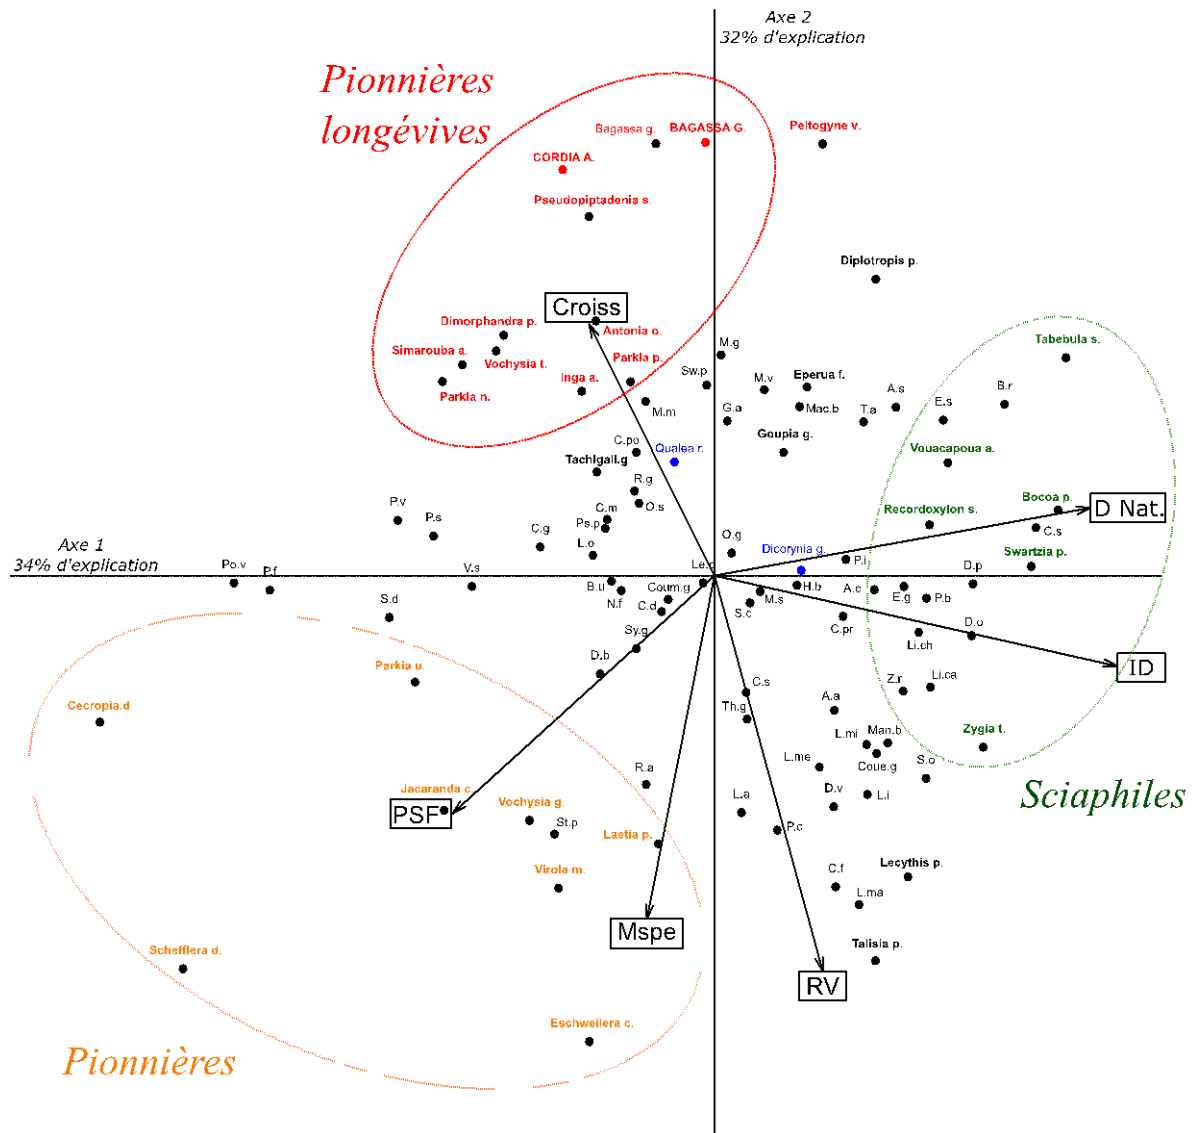 Axe 2
32% d'explication
Pionnières
longévives
Bagassa g.
BAGASSA G.
Peltogyne v.
CORDIA A.
Pseudopiptadenia s.
Diplotropis p.
Croiss
Dimorphandra p.
Antonia o.
Tabebula s.
Simarouba a.
Vochysia t.
Parkia p.
M.g
Parkia n.
Inga a.
Sw.p
M.v
Eperua f.
A.s
B.r
M.m
G.a
Mac.b
T.a
E.s
C.po
Qualea r.
Goupia g.
Vouacapoua a.
Tachigali.g
R.g
O.s
P.v
P.s
C.m
Ps.p
Recordoxylon s.
Bocoa p.
D Nat.
C.g
L.o
O.g
C.s
Axe 1
34% d'explication
Dicorynia g.
P.i
Swartzia p.
Po.v
P.f
V.s
B.u
Coum.g
Le.c
H.b
A.c
D.p
S.d
N.f
C.d
S.c
M.s
E.g
P.b
Sy.g
C.pr
Li.ch
D.o
Parkia u.
D.b
ID
Cecropia.d
C.s
Th.g
A.a
Z.r
Li.ca
L.mi
Man.b
Zygia t.
L.me
Coue.g
S.o
Jacaranda c.
R.a
D.v
L.i
Sciaphiles
PSF
Vochysia g.
St.p
Laetia p.
L.a
P.c
Virola m.
C.f
Lecythis p.
L.ma
Mspe
Schefflera d.
Talisia p.
RV
Eschweilera c.
Pionnières